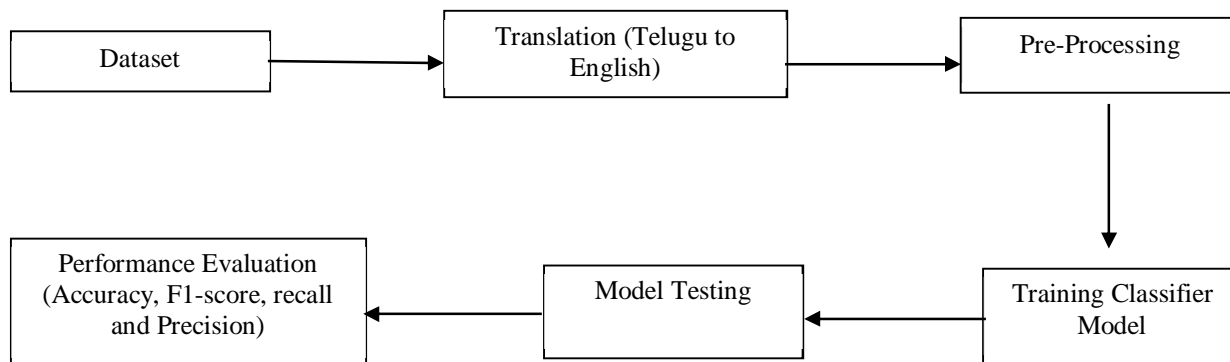 Dataset
Translation (Telugu to
English)
Pre-Processing
Training Classifier
Model
Model Testing
Performance Evaluation
(Accuracy, F1-score, recall
and Precision)